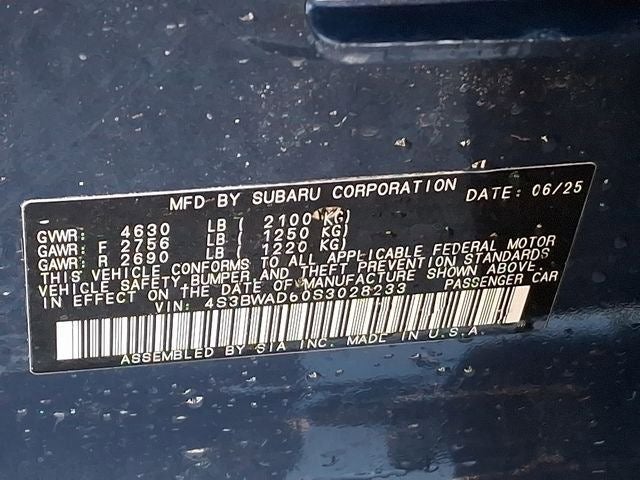 MFD BY SUBARU CORPORATION DATE: 06/25
GVWR: 4630 LB ( 2100 KG)
GAWR: F 2756 LB ( 1250 KG)
GAWR: R 2690 LB ( 1220 KG)
THIS VEHICLE CONFORMS TO ALL APPLICABLE FEDERAL MOTOR
VEHICLE SAFETY, BUMPER, AND THEFT PREVENTION STANDARDS
IN EFFECT ON THE DATE OF MANUFACTURE SHOWN ABOVE.
VIN: 4S3BWAD60S3028233 PASSENGER CAR
ASSEMBLED BY SIA INC. MADE IN U.S.A.